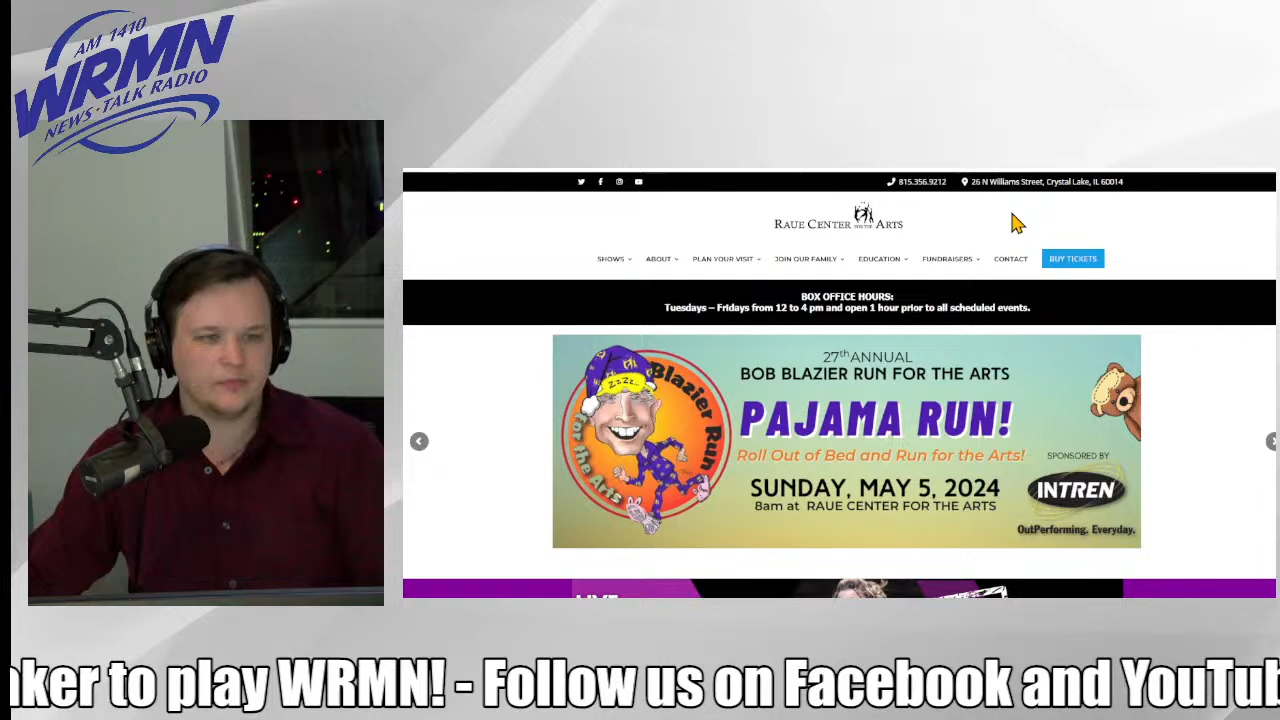 AM 1410
WRMN
NEWS·TALK RADIO
815.356.9212
26 N Williams Street, Crystal Lake, IL 60014
RAUE CENTER FOR THE ARTS
SHOWS
ABOUT
PLAN YOUR VISIT
JOIN OUR FAMILY
EDUCATION
FUNDRAISERS
CONTACT
BUY TICKETS
BOX OFFICE HOURS:
Tuesdays – Fridays from 12 to 4 pm and open 1 hour prior to all scheduled events.
ZzZz...
Blazier Run
for the Arts
27th ANNUAL
BOB BLAZIER RUN FOR THE ARTS
PAJAMA RUN!
Roll Out of Bed and Run for the Arts!
SUNDAY, MAY 5, 2024
8am at RAUE CENTER FOR THE ARTS
SPONSORED BY
INTREN
OutPerforming. Everyday.
to play WRMN! - Follow us on Facebook and